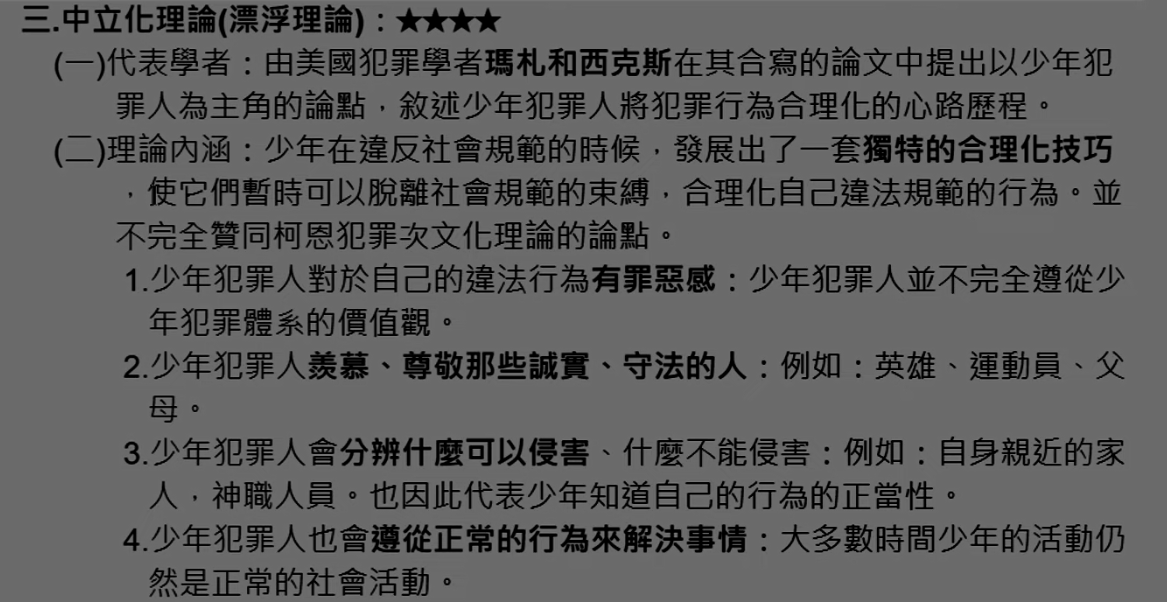 三.中立化理論(漂浮理論)：★★★★
(一)代表學者：由美國犯罪學者瑪札和西克斯在其合寫的論文中提出以少年犯
罪人為主角的論點，敘述少年犯罪人將犯罪行為合理化的心路歷程。
(二)理論內涵：少年在違反社會規範的時候，發展出了一套獨特的合理化技巧
，使它們暫時可以脫離社會規範的束縛，合理化自己違法規範的行為。並
不完全贊同柯恩犯罪次文化理論的論點。
1.少年犯罪人對於自己的違法行為有罪惡感：少年犯罪人並不完全遵從少
年犯罪體系的價值觀。
2.少年犯罪人羨慕、尊敬那些誠實、守法的人：例如：英雄、運動員、父
母。
3.少年犯罪人會分辨什麼可以侵害、什麼不能侵害：例如：自身親近的家
人，神職人員。也因此代表少年知道自己的行為的正當性。
4.少年犯罪人也會遵從正常的行為來解決事情：大多數時間少年的活動仍
然是正常的社會活動。